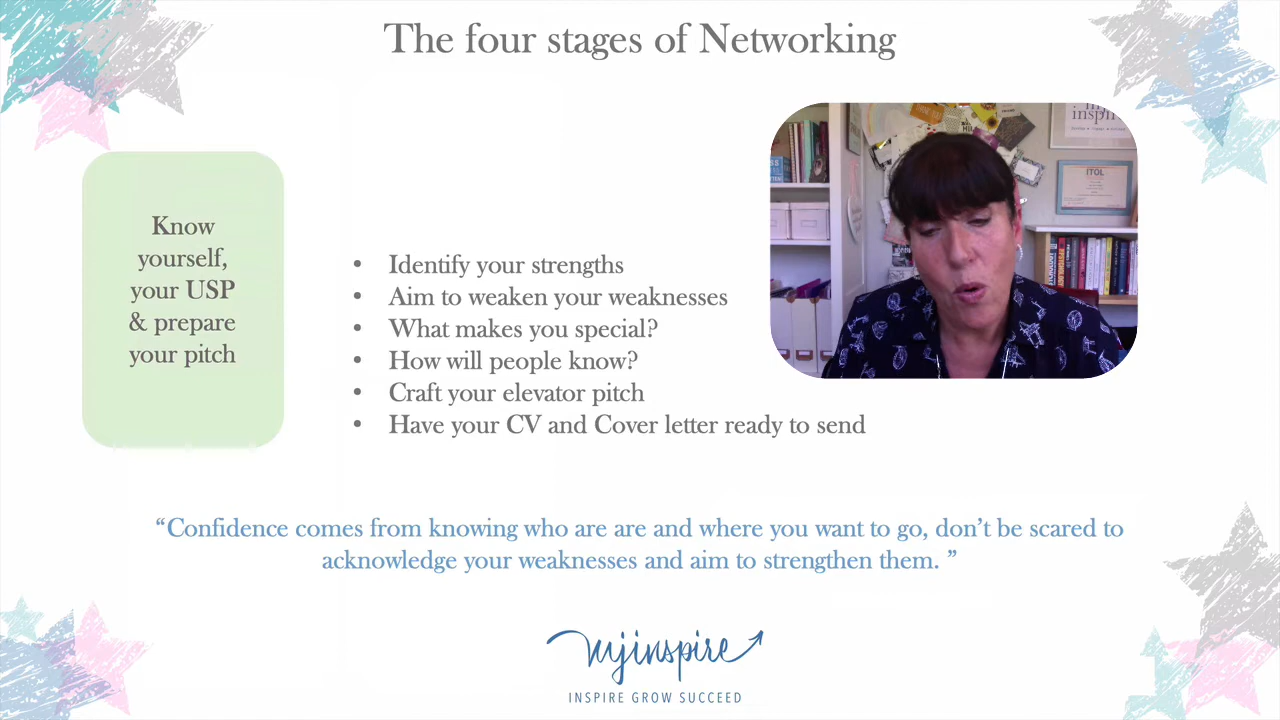 The four stages of Networking
Know
yourself,
your USP
& prepare
your pitch
• Identify your strengths
• Aim to weaken your weaknesses
• What makes you special?
• How will people know?
• Craft your elevator pitch
• Have your CV and Cover letter ready to send
inspi
ITOL
“Confidence comes from knowing who are are and where you want to go, don’t be scared to
acknowledge your weaknesses and aim to strengthen them. ”
myinspire
INSPIRE GROW SUCCEED